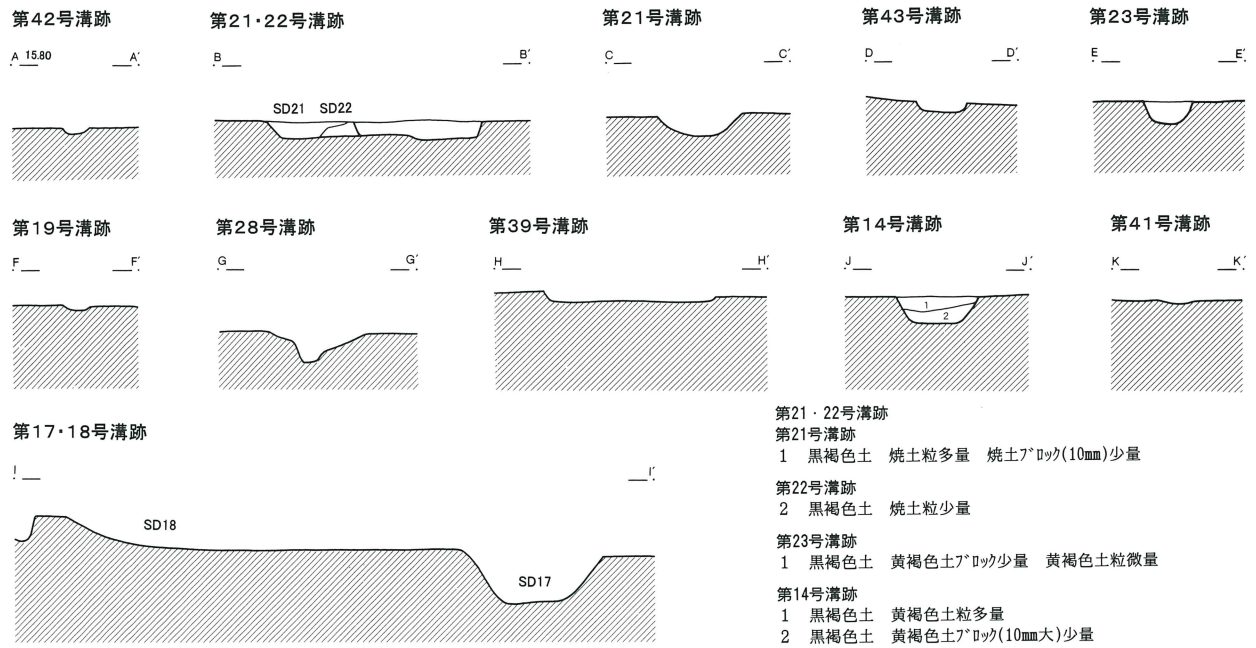 第42号溝跡
第21・22号溝跡
第21号溝跡
第43号溝跡
第23号溝跡
A 15.80 A′
B B′
C C′
D D′
E E′
SD21 SD22
第19号溝跡
第28号溝跡
第39号溝跡
第14号溝跡
第41号溝跡
F F′
G G′
H H′
J J′
K K′
1
2
第17・18号溝跡
I I′
SD18
SD17
第21・22号溝跡
第21号溝跡
1 黒褐色土 焼土粒多量 焼土ブロック(10mm)少量
第22号溝跡
2 黒褐色土 焼土粒少量
第23号溝跡
1 黒褐色土 黄褐色土ブロック少量 黄褐色土粒微量
第14号溝跡
1 黒褐色土 黄褐色土粒多量
2 黒褐色土 黄褐色土ブロック(10mm大)少量